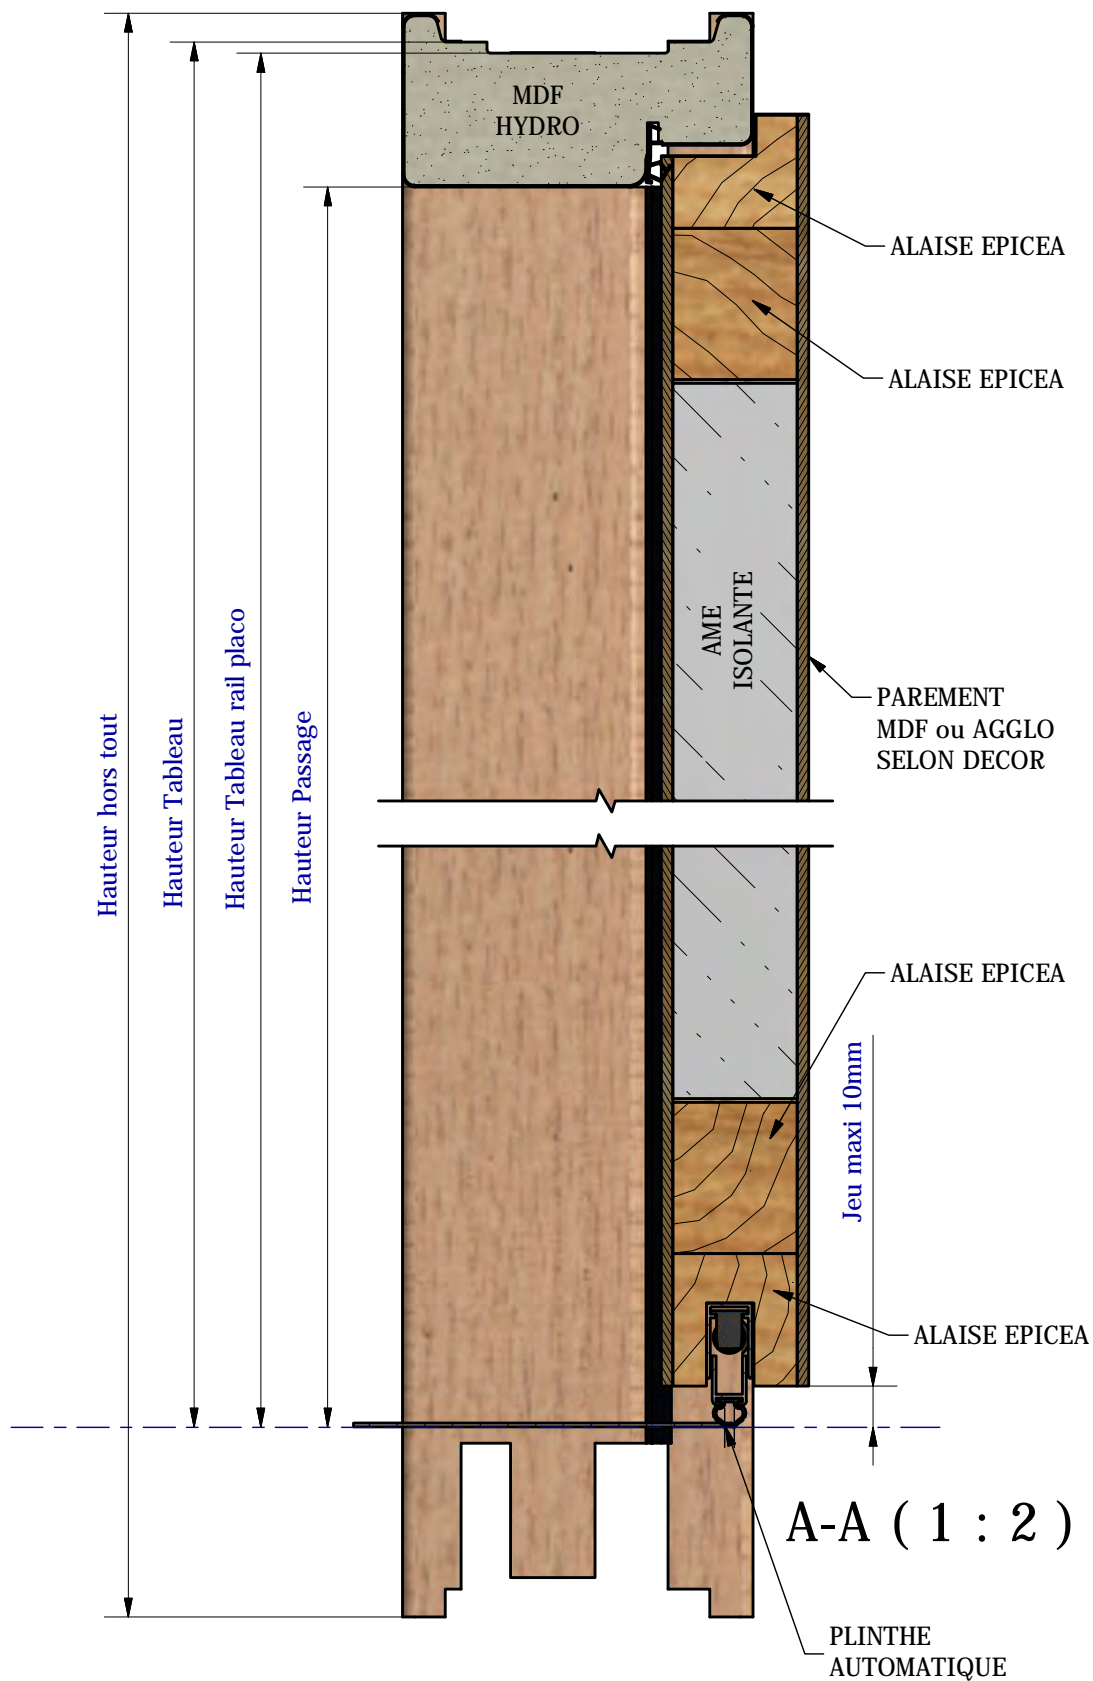 MDF
HYDRO
ALAISE EPICEA
ALAISE EPICEA
AME
ISOLANTE
PAREMENT
MDF ou AGGLO
SELON DECOR
Hauteur hors tout
Hauteur Tableau
Hauteur Tableau rail placo
Hauteur Passage
ALAISE EPICEA
Jeu maxi 10mm
ALAISE EPICEA
A-A ( 1 : 2 )
PLINTHE
AUTOMATIQUE